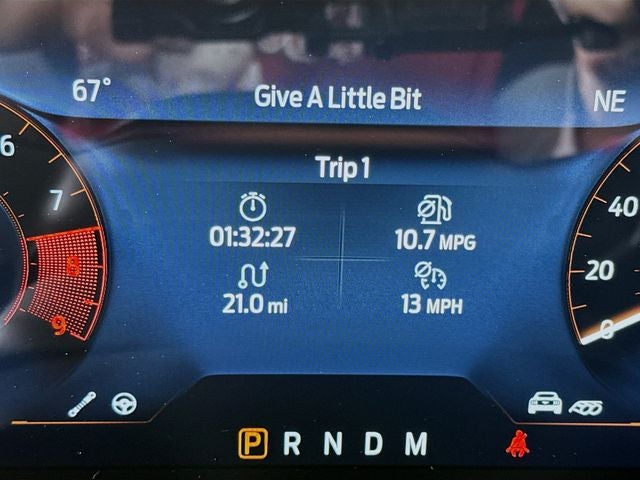 67° Give A Little Bit NE
Trip 1
6
7
8
9
01:32:27 10.7 MPG
21.0 mi 13 MPH
40
20
0
P R N D M